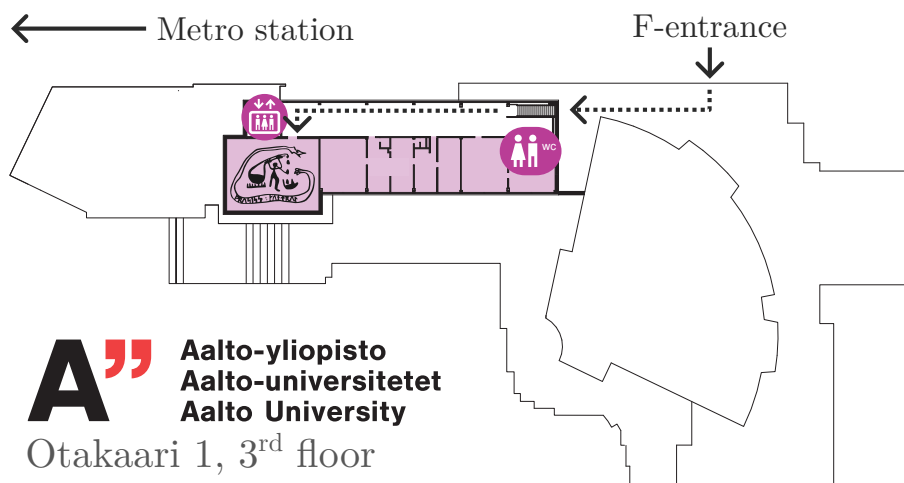 Metro station
F-entrance
WC
Aalto-yliopisto
Aalto-universitetet
Aalto University
A”
Otakaari 1, 3rd floor